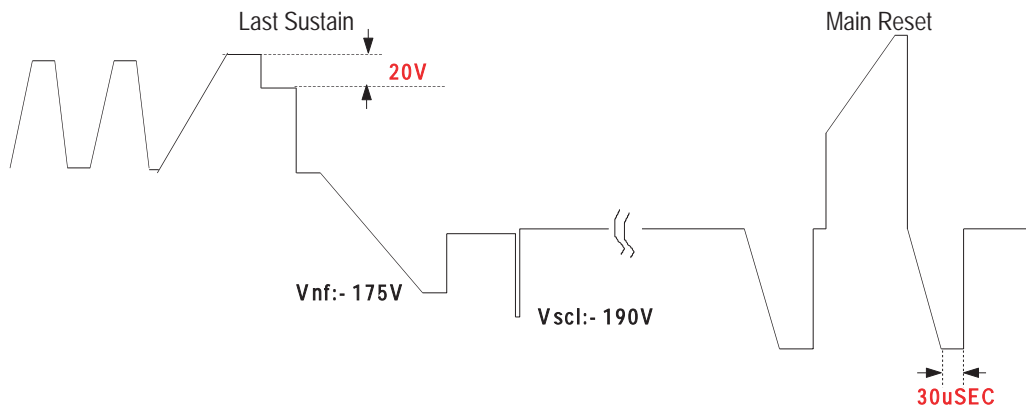 Last Sustain
Main Reset
20V
Vnf:- 175V
Vscl:- 190V
30uSEC